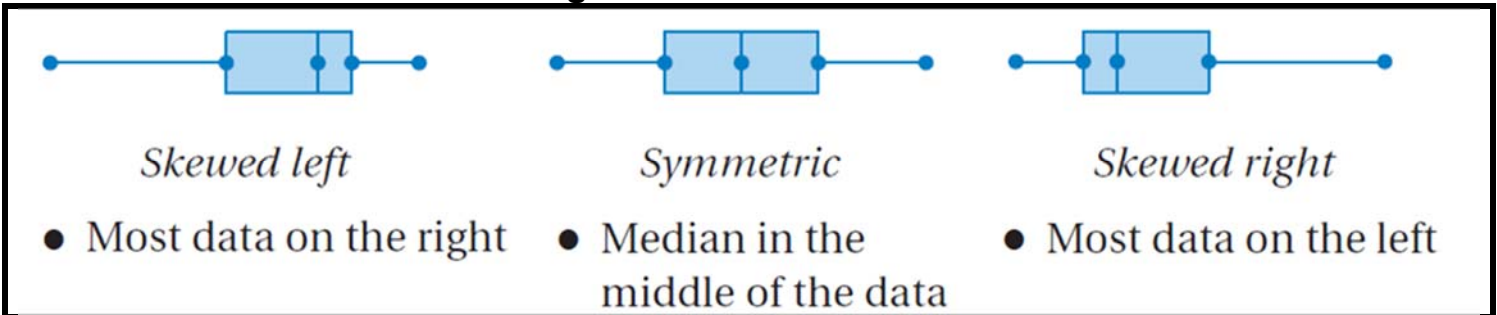 Skewed left
Symmetric
Skewed right
● Most data on the right
● Median in the
middle of the data
● Most data on the left